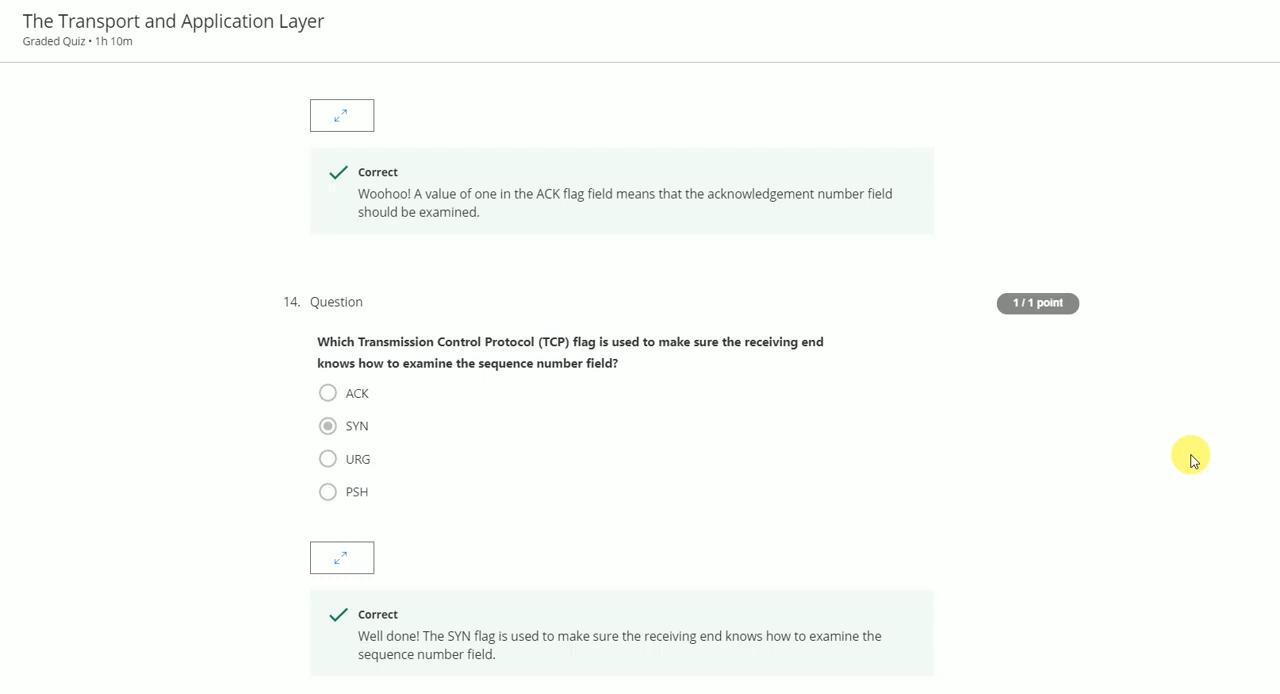 The Transport and Application Layer
Graded Quiz • 1h 10m
Correct
Woohoo! A value of one in the ACK flag field means that the acknowledgement number field
should be examined.
14. Question
1 / 1 point
Which Transmission Control Protocol (TCP) flag is used to make sure the receiving end
knows how to examine the sequence number field?
ACK
SYN
URG
PSH
Correct
Well done! The SYN flag is used to make sure the receiving end knows how to examine the
sequence number field.